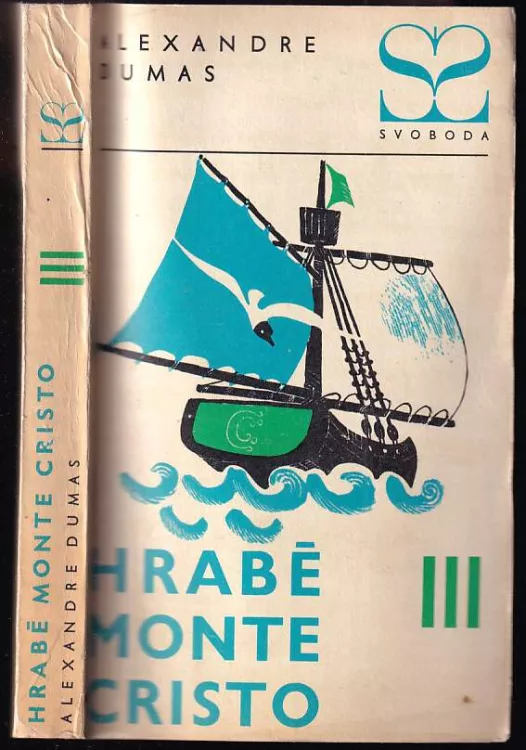 HRABĚ MONTE CRISTO III
ALEXANDRE DUMAS
ALEXANDRE
DUMAS
SVOBODA
HRABĚ
MONTE
CRISTO
III